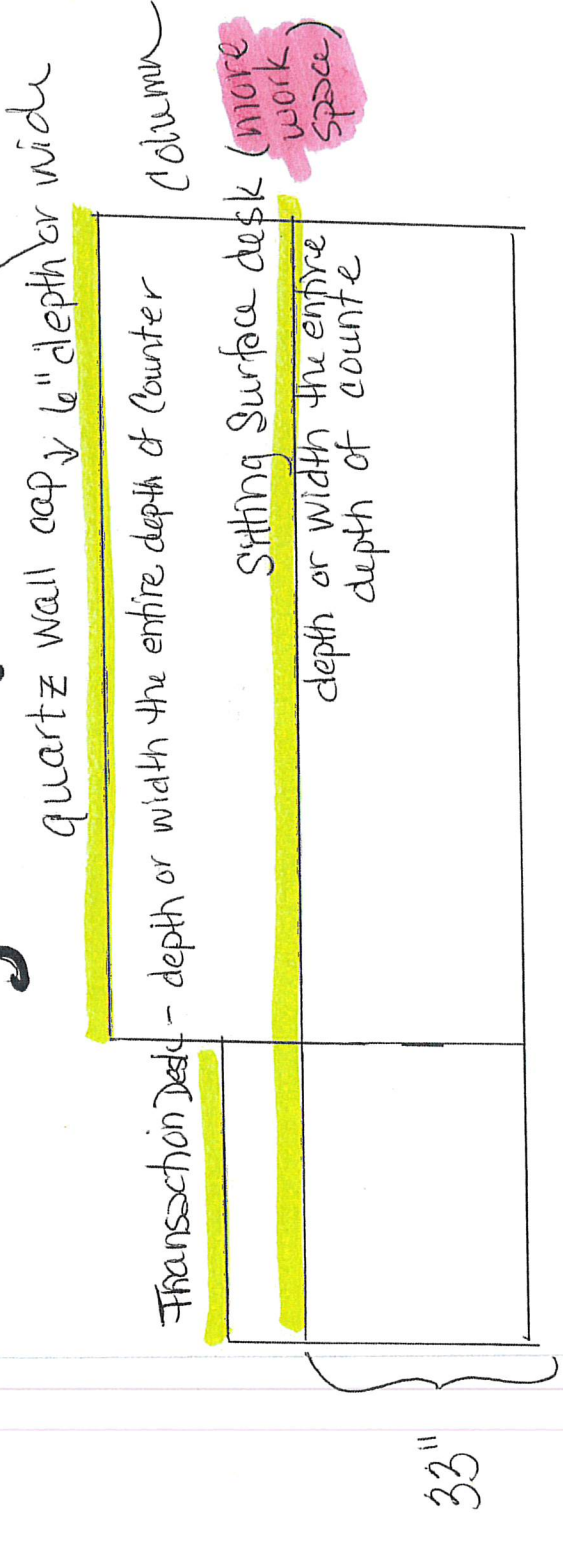 quartz wall cap 6" depth or wide
Column
Transaction Desk - depth or width the entire depth of Counter
Sitting Surface desk (more
work
space)
depth or width the entire
depth of counte
33"